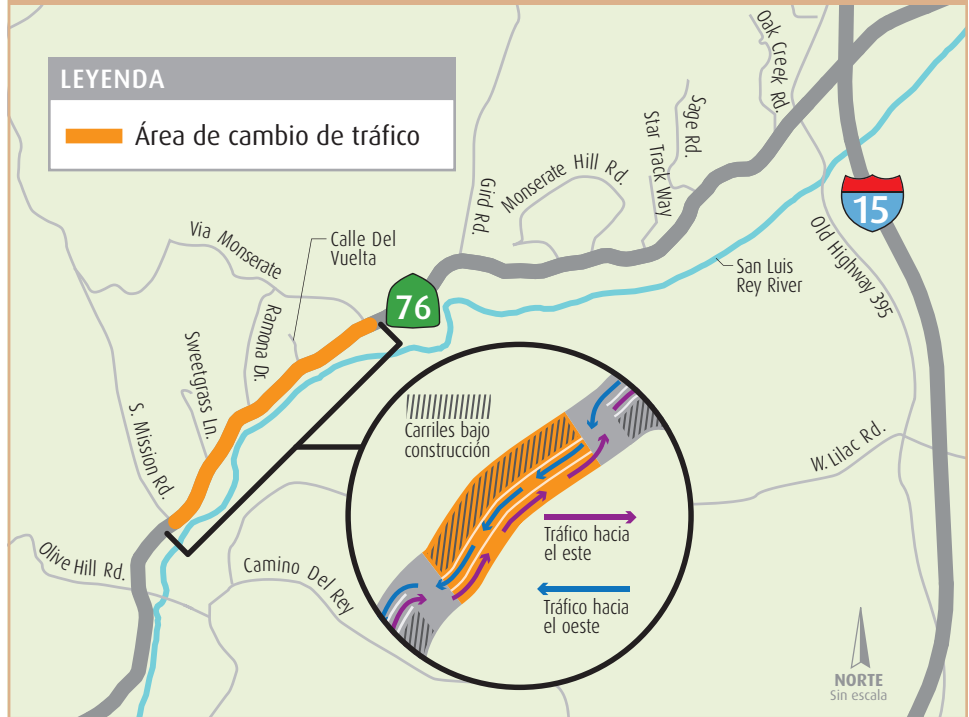 LEYENDA
Área de cambio de tráfico
Oak Creek Rd.
Sage Rd.
Star Track Way
Monserate Hill Rd.
Gird Rd.
15
Via Monserate
Calle Del
Vuelta
San Luis
Rey River
Old Highway 395
76
Ramona Dr.
Sweetgrass Ln.
S. Mission Rd.
Carriles bajo
construcción
W. Lilac Rd.
Tráfico hacia
el este
Olive Hill Rd.
Camino Del Rey
Tráfico hacia
el oeste
NORTE
Sin escala